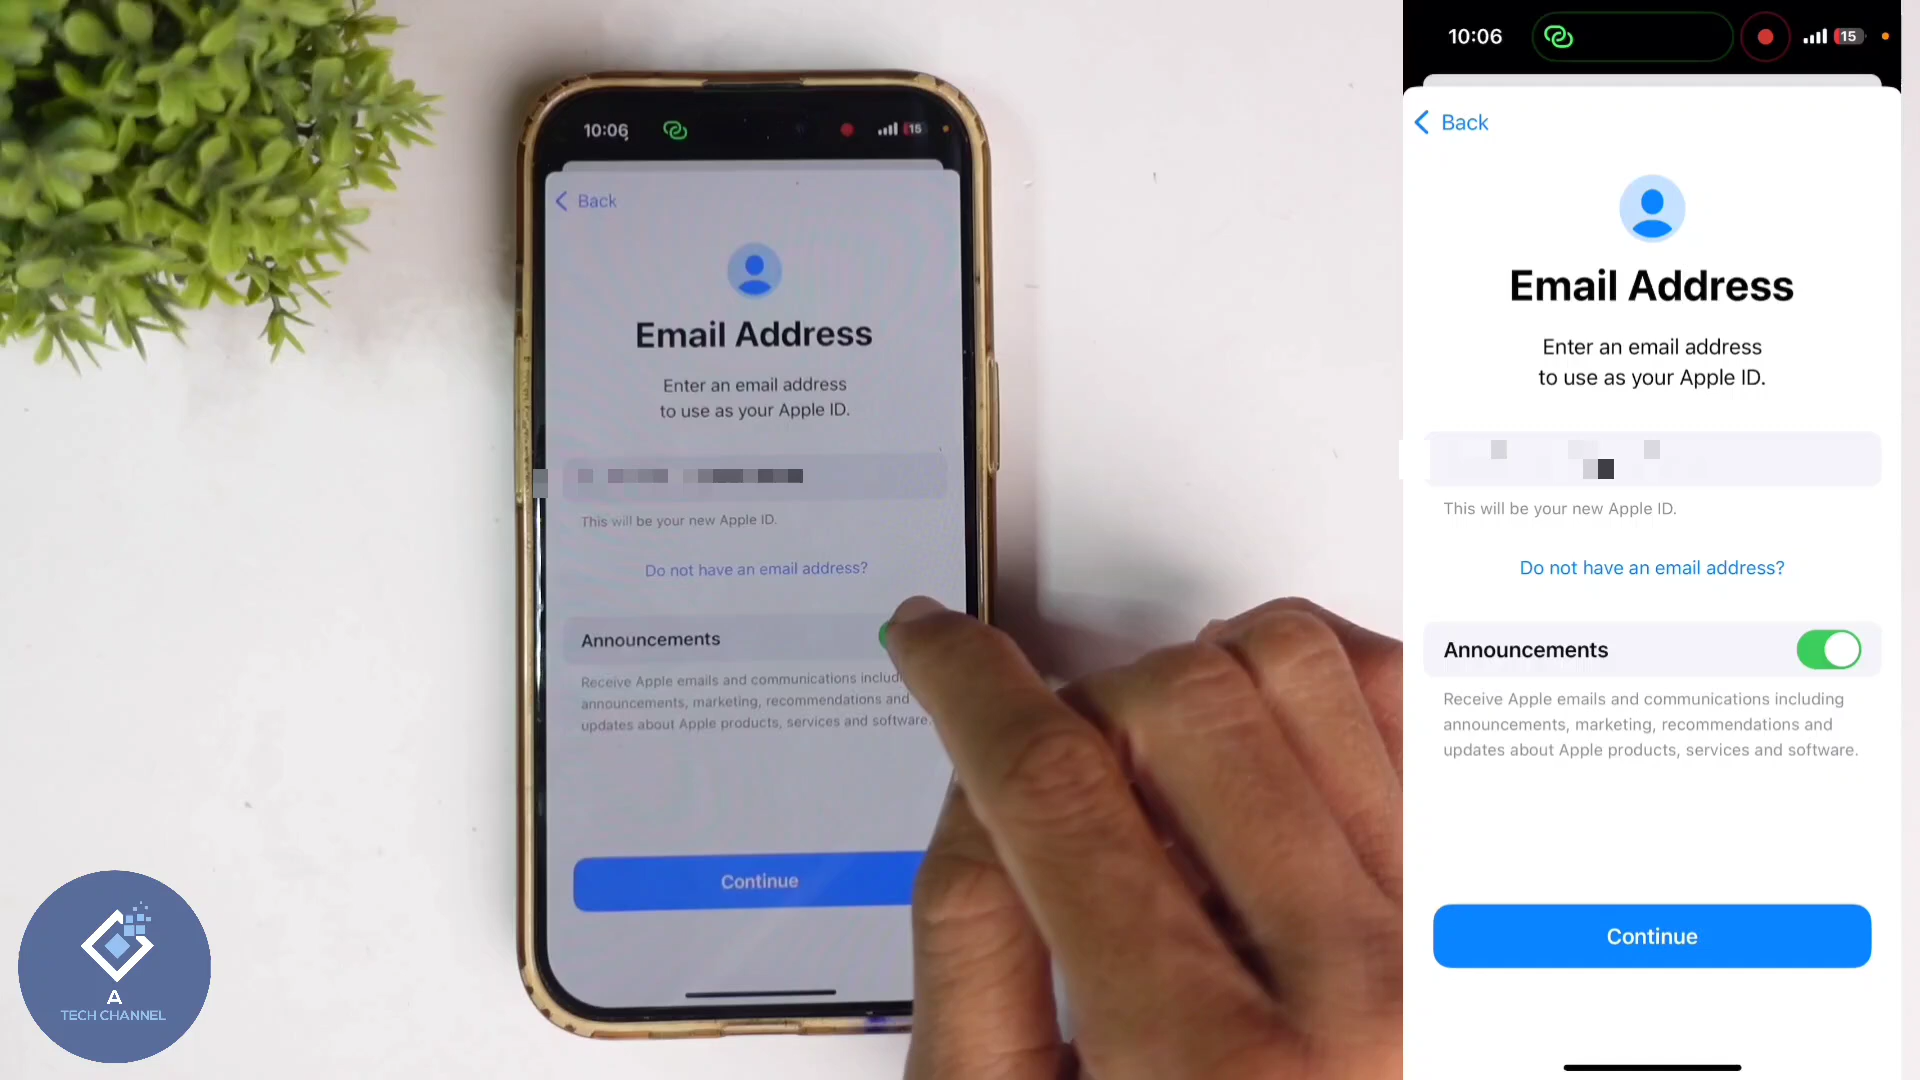 10:06
15
Back
Email Address
Enter an email address
to use as your Apple ID.
This will be your new Apple ID.
Do not have an email address?
Announcements
Receive Apple emails and communications includ
announcements, marketing, recommendations and
updates about Apple products, services and software.
Continue
A
TECH CHANNEL
10:06
15
Back
Email Address
Enter an email address
to use as your Apple ID.
This will be your new Apple ID.
Do not have an email address?
Announcements
Receive Apple emails and communications including
announcements, marketing, recommendations and
updates about Apple products, services and software.
Continue